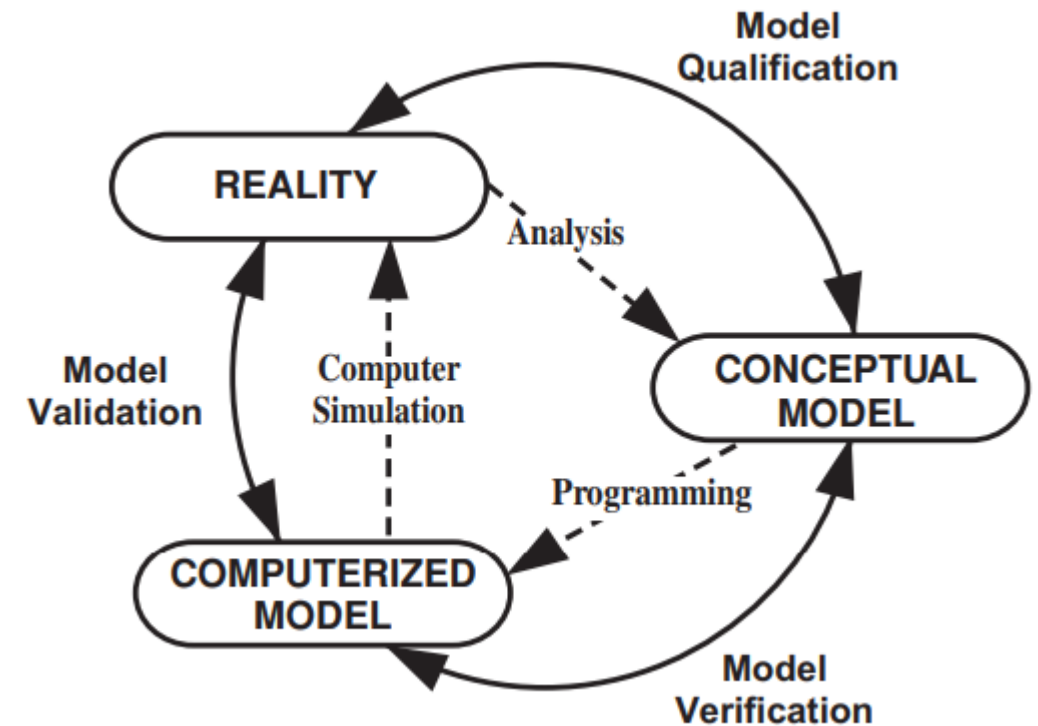 Model
Qualification
REALITY
Analysis
Model
Validation
Computer
Simulation
CONCEPTUAL
MODEL
Programming
COMPUTERIZED
MODEL
Model
Verification